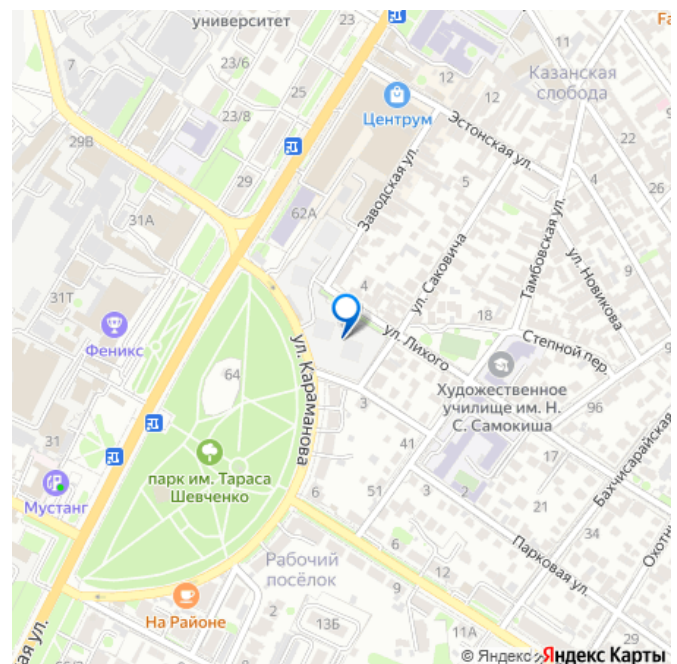 университет
Fa
11
7
23/6
12
Казанская
слобода
25
12
Центрум
23/8
Эстонская ул.
22
29В
Заводская ул.
5
4
26
29
62А
ул. Саковича
Тамбовская ул.
31А
ул. Новикова
9
4
31Т
18
ул. Лихого
Степной пер.
Феникс
ул. Караманова
64
Художественное
училище им. Н.
С. Самокиша
3
96
31
41
17
Бахчисарайская
парк им. Тараса
Шевченко
Мустанг
51
3
2
21
6
34
Парковая ул.
Охотн
Рабочий
посёлок
6
12
9
На Районе
2
13Б
11А
ая ул.
© Яндекс
Яндекс Карты